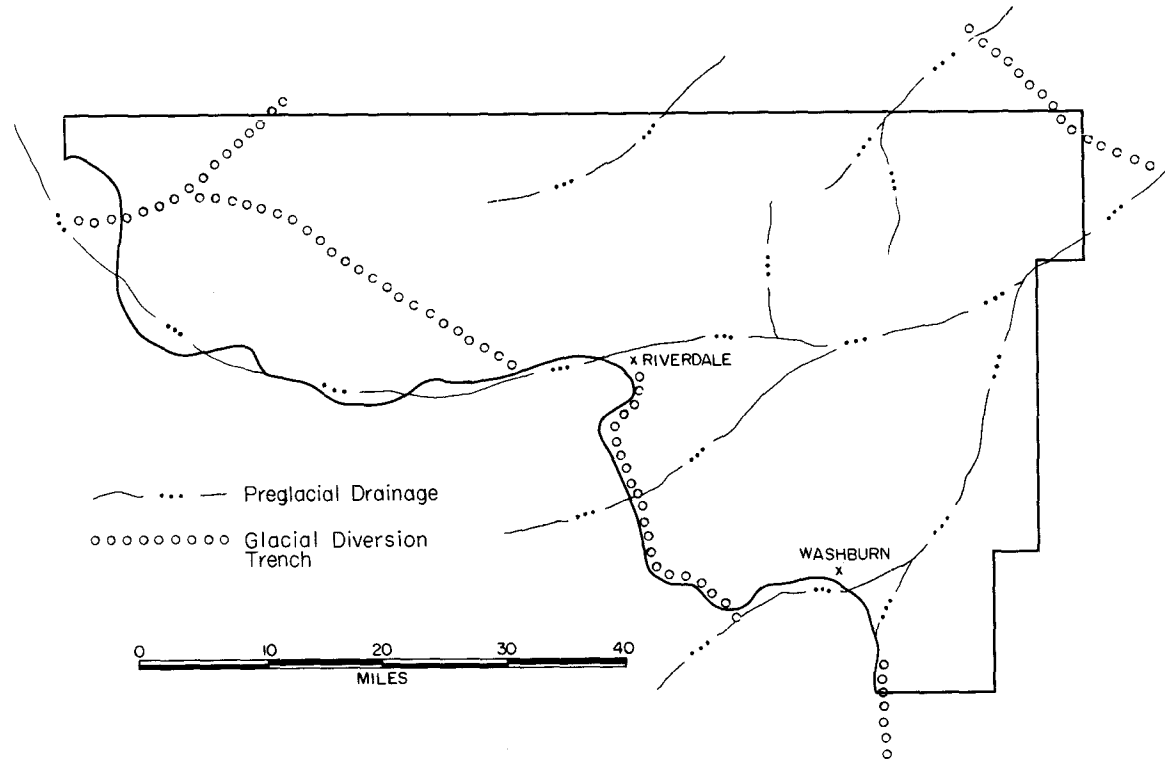 RIVERDALE
Preglacial Drainage
Glacial Diversion
Trench
WASHBURN
0 10 20 30 40
MILES